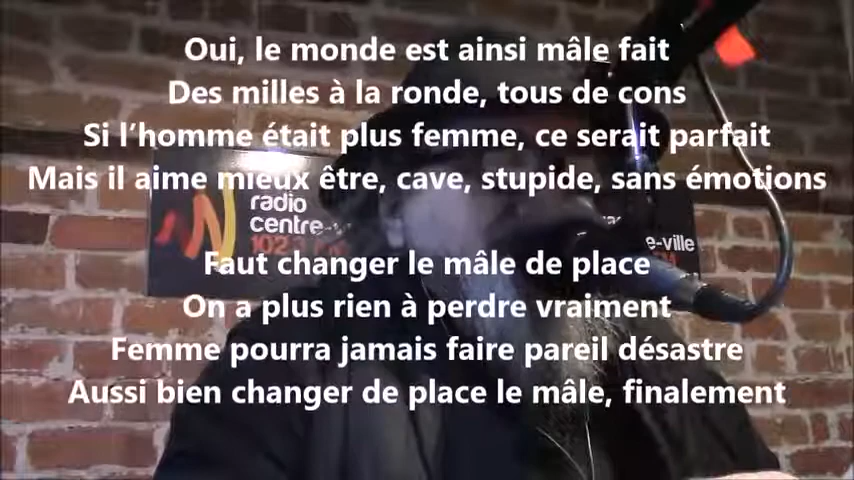 Oui, le monde est ainsi mâle fait
Des milles à la ronde, tous de cons
Si l'homme était plus femme, ce serait parfait
Mais il aime mieux être, cave, stupide, sans émotions
radio
centre-
102.3
e-ville
Faut changer le mâle de place
On a plus rien à perdre vraiment
Femme pourra jamais faire pareil désastre
Aussi bien changer de place le mâle, finalement